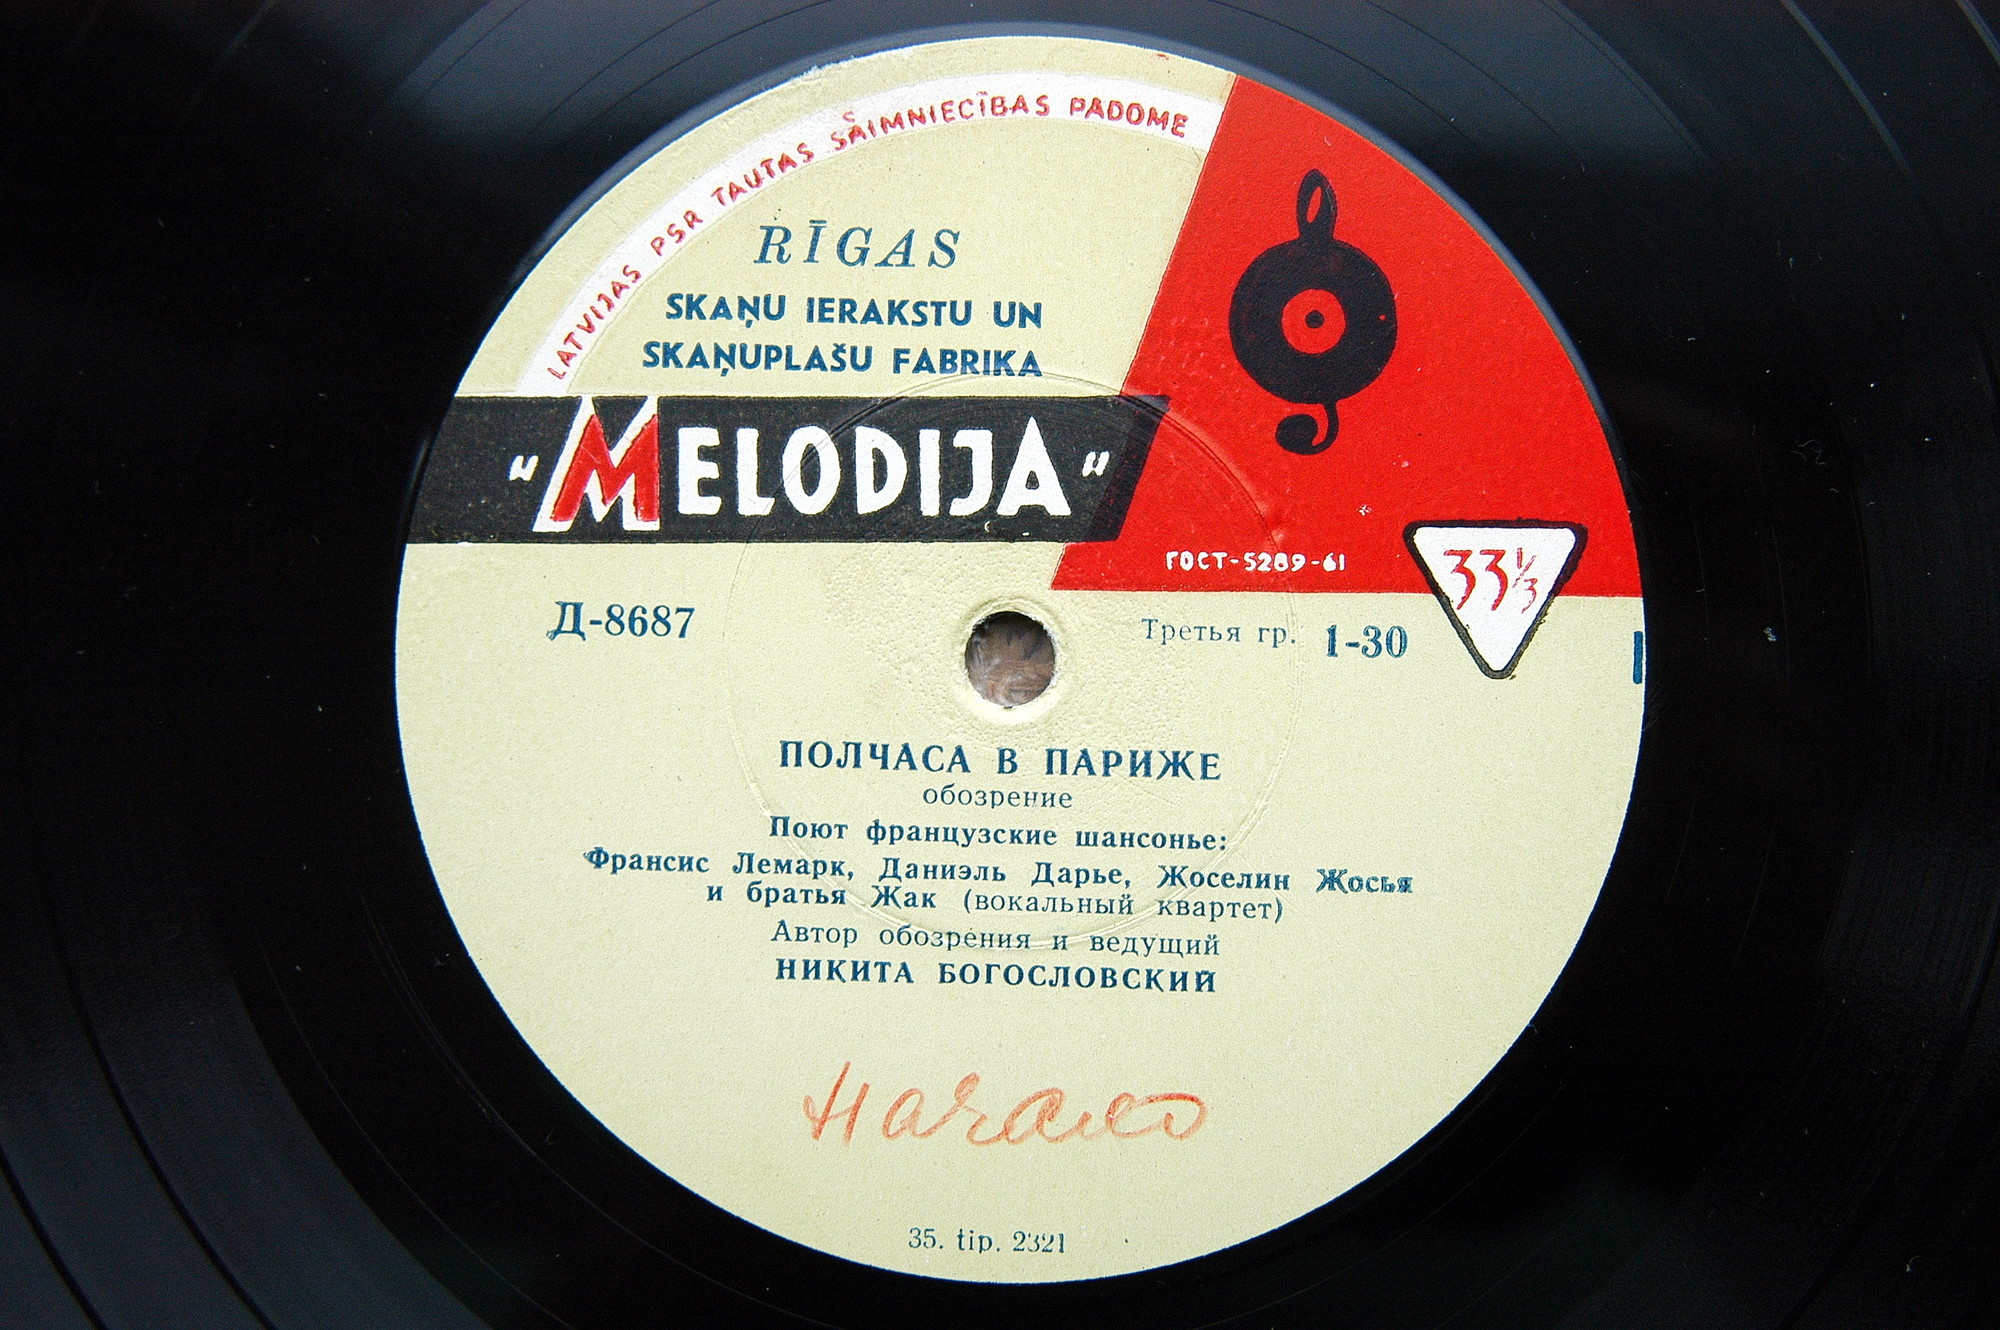 LATVIJAS PSR TAUTAS SAIMNIECĪBAS PADOME
RĪGAS
SKAŅU IERAKSTU UN
SKAŅUPLAŠU FABRIKA
"MELODIJA"
ГОСТ-5289-61
33⅓
Д-8687
Третья гр. 1-30
ПОЛЧАСА В ПАРИЖЕ
обозрение
Поют французские шансонье:
Франсис Лемарк, Даниэль Дарье, Жоселин Жосья
и братья Жак (вокальный квартет)
Автор обозрения и ведущий
НИКИТА БОГОСЛОВСКИЙ
Начало
35. tip. 2321